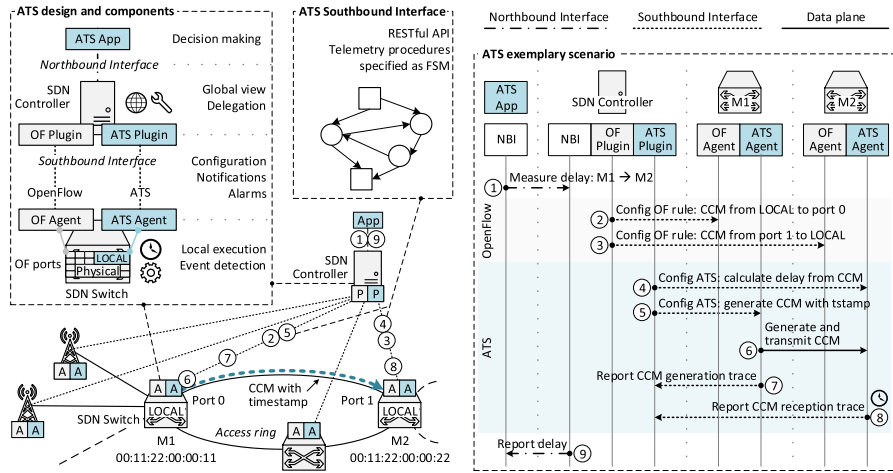 ATS design and components
ATS App
Decision making
Northbound Interface
SDN
Controller
Global view
Delegation
OF Plugin
ATS Plugin
Southbound Interface
Configuration
Notifications
Alarms
OpenFlow
ATS
OF Agent
ATS Agent
OF ports
LOCAL
Physical
Local execution
Event detection
SDN Switch
ATS Southbound Interface
RESTful API
Telemetry procedures
specified as FSM
App
1 9
SDN
Controller
P P
4
3
8
7
2 5
6
A A
A A
A A
A A
A A
SDN Switch
LOCAL
Port 0
CCM with
timestamp
Port 1
LOCAL
M1
00:11:22:00:00:11
Access ring
M2
00:11:22:00:00:22
Northbound Interface
Southbound Interface
Data plane
ATS exemplary scenario
ATS
App
SDN Controller
M1
M2
NBI
NBI
OF
Plugin
ATS
Plugin
OF
Agent
ATS
Agent
OF
Agent
ATS
Agent
1
Measure delay: M1 → M2
OpenFlow
2
Config OF rule: CCM from LOCAL to port 0
3
Config OF rule: CCM from port 1 to LOCAL
ATS
4
Config ATS: calculate delay from CCM
5
Config ATS: generate CCM with tstamp
6
Generate and
transmit CCM
Report CCM generation trace
7
Report CCM reception trace
8
Report delay
9